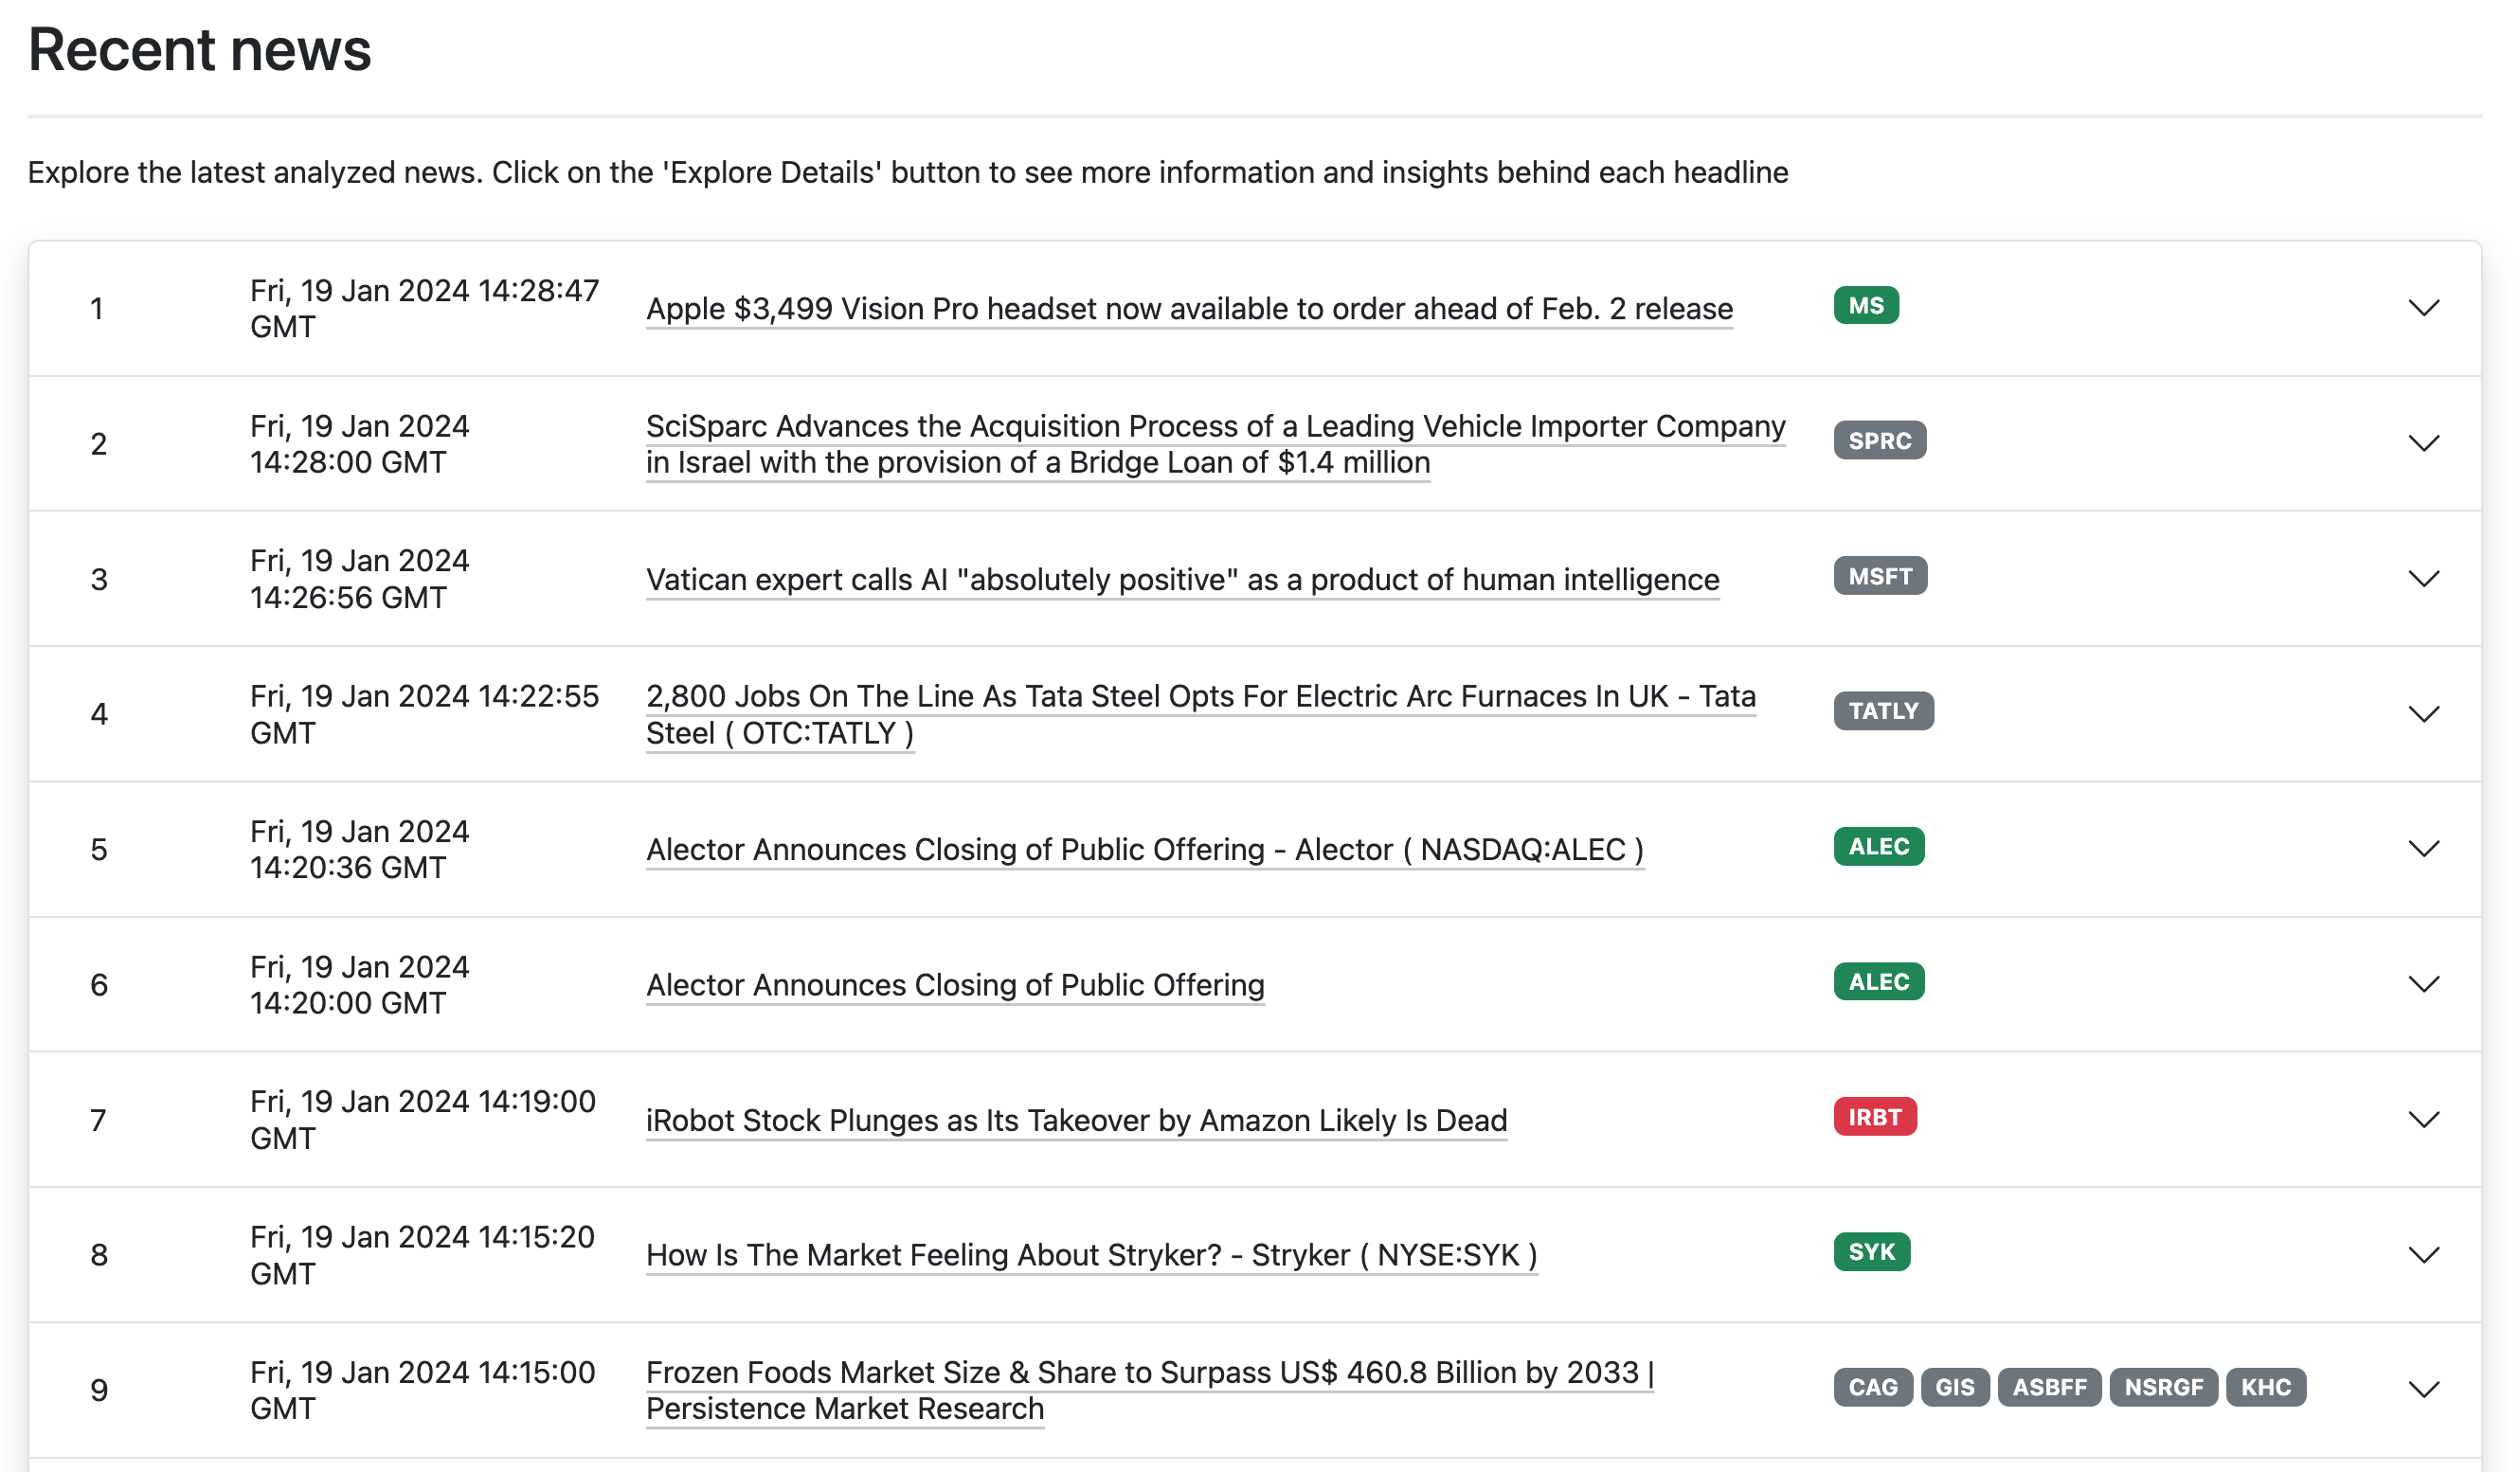 Recent news
Explore the latest analyzed news. Click on the 'Explore Details' button to see more information and insights behind each headline
1
Fri, 19 Jan 2024 14:28:47
GMT
Apple $3,499 Vision Pro headset now available to order ahead of Feb. 2 release
MS
2
Fri, 19 Jan 2024
14:28:00 GMT
SciSparc Advances the Acquisition Process of a Leading Vehicle Importer Company
in Israel with the provision of a Bridge Loan of $1.4 million
SPRC
3
Fri, 19 Jan 2024
14:26:56 GMT
Vatican expert calls AI "absolutely positive" as a product of human intelligence
MSFT
4
Fri, 19 Jan 2024 14:22:55
GMT
2,800 Jobs On The Line As Tata Steel Opts For Electric Arc Furnaces In UK - Tata
Steel ( OTC:TATLY )
TATLY
5
Fri, 19 Jan 2024
14:20:36 GMT
Alector Announces Closing of Public Offering - Alector ( NASDAQ:ALEC )
ALEC
6
Fri, 19 Jan 2024
14:20:00 GMT
Alector Announces Closing of Public Offering
ALEC
7
Fri, 19 Jan 2024 14:19:00
GMT
iRobot Stock Plunges as Its Takeover by Amazon Likely Is Dead
IRBT
8
Fri, 19 Jan 2024 14:15:20
GMT
How Is The Market Feeling About Stryker? - Stryker ( NYSE:SYK )
SYK
9
Fri, 19 Jan 2024 14:15:00
GMT
Frozen Foods Market Size & Share to Surpass US$ 460.8 Billion by 2033 |
Persistence Market Research
CAG GIS ASBFF NSRGF KHC